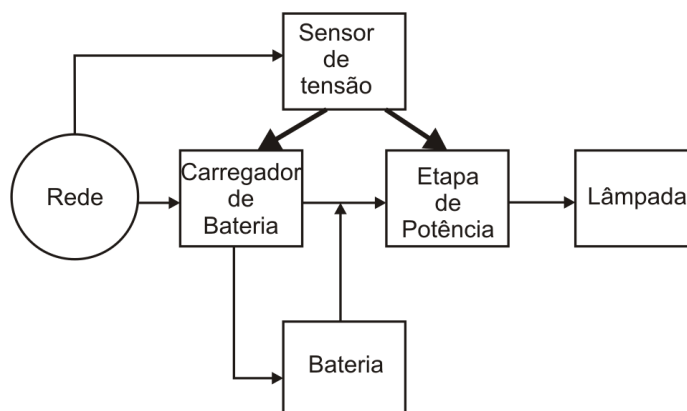 Sensor
de
tensão
Rede
Carregador
de
Bateria
Etapa
de
Potência
Lâmpada
Bateria